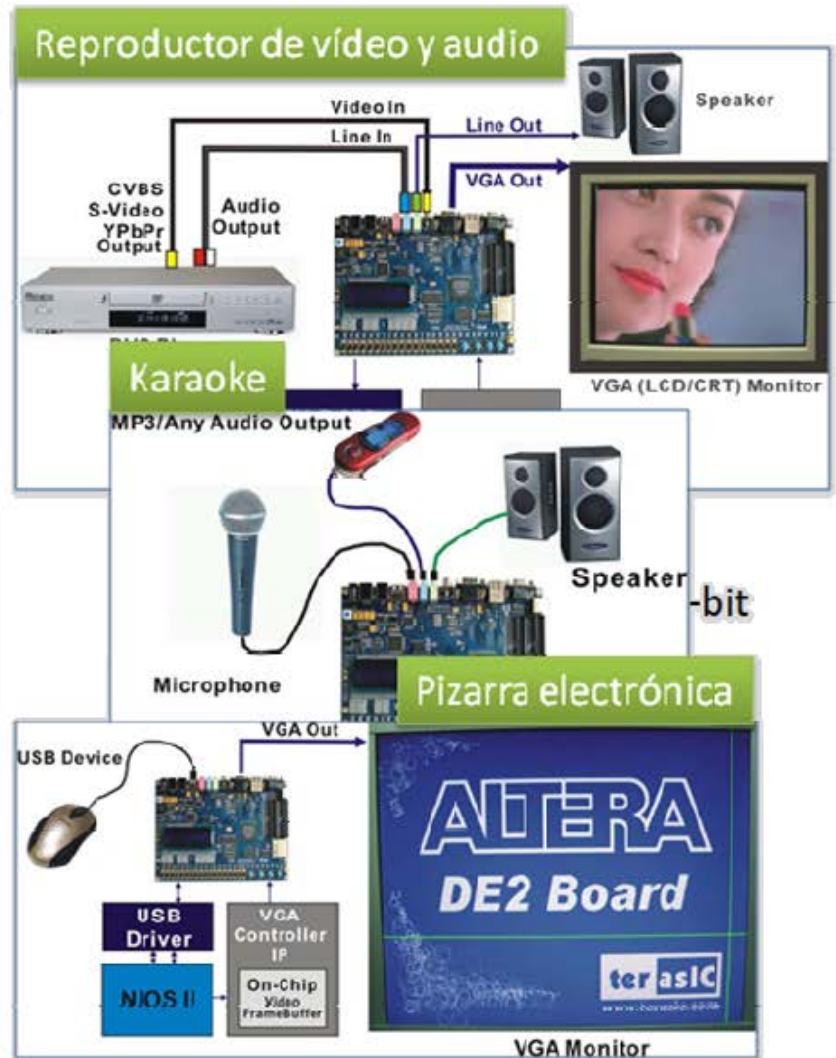 Reproductor de vídeo y audio
Video In
Line In
Line Out
Speaker
VGA Out
CVBS
S-Video
YPbPr
Output
Audio
Output
VGA (LCD/CRT) Monitor
Karaoke
MP3/Any Audio Output
Speaker
-bit
Microphone
Pizarra electrónica
VGA Out
USB Device
ALTERA
DE2 Board
USB
Driver
VGA
Controller
IP
NIOS II
On-Chip
Video
FrameBuffer
terasIC
VGA Monitor